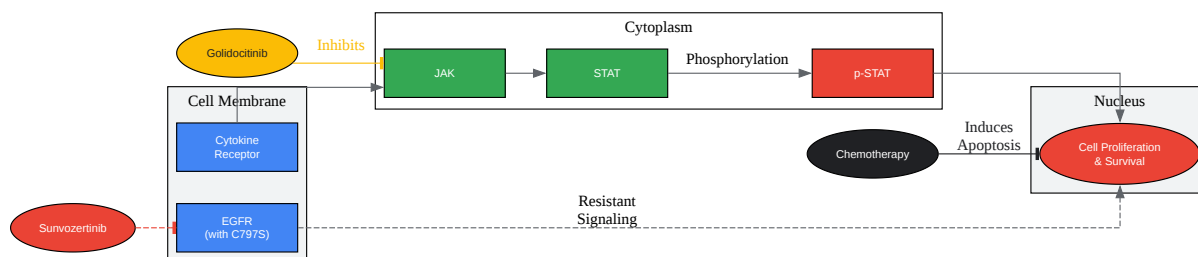 Cytoplasm
Golidocitinib
Inhibits
JAK
STAT
Phosphorylation
p-STAT
Cell Membrane
Nucleus
Cytokine
Receptor
Chemotherapy
Induces
Apoptosis
Cell Proliferation
& Survival
Sunvozertinib
EGFR
(with C797S)
Resistant
Signaling